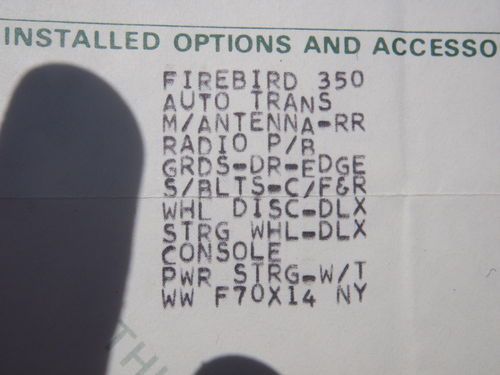 INSTALLED OPTIONS AND ACCESSO
FIREBIRD 350
AUTO TRANS
M/ANTENNA-RR
RADIO P/B
GRDS-DR-EDGE
S/BLTS-C/F&R
WHL DISC-DLX
STRG WHL-DLX
CONSOLE
PWR STRG-W/T
WW F70X14 NY
THI